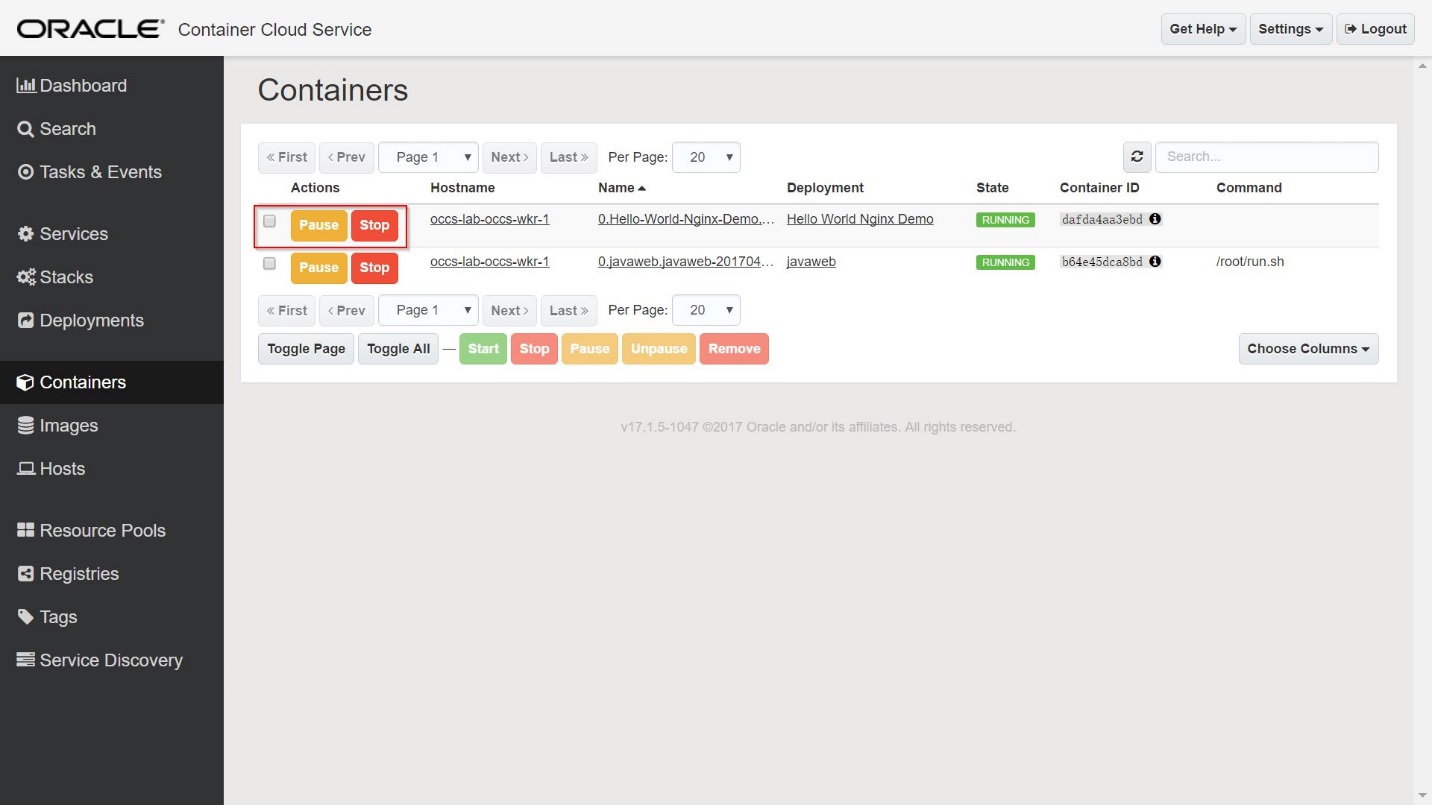 ORACLE Container Cloud Service Get Help Settings Logout
Dashboard
Search
Tasks & Events
Services
Stacks
Deployments
Containers
Images
Hosts
Resource Pools
Registries
Tags
Service Discovery
Containers
« First ‹ Prev Page 1 Next › Last » Per Page: 20 Search...
Actions Hostname Name Deployment State Container ID Command
Pause Stop occs-lab-occs-wkr-1 0.Hello-World-Nginx-Demo.... Hello World Nginx Demo RUNNING dafda4aa3ebd
Pause Stop occs-lab-occs-wkr-1 0.javaweb.javaweb-201704... javaweb RUNNING b64e45dca8bd /root/run.sh
« First ‹ Prev Page 1 Next › Last » Per Page: 20
Toggle Page Toggle All — Start Stop Pause Unpause Remove Choose Columns
v17.1.5-1047 ©2017 Oracle and/or its affiliates. All rights reserved.